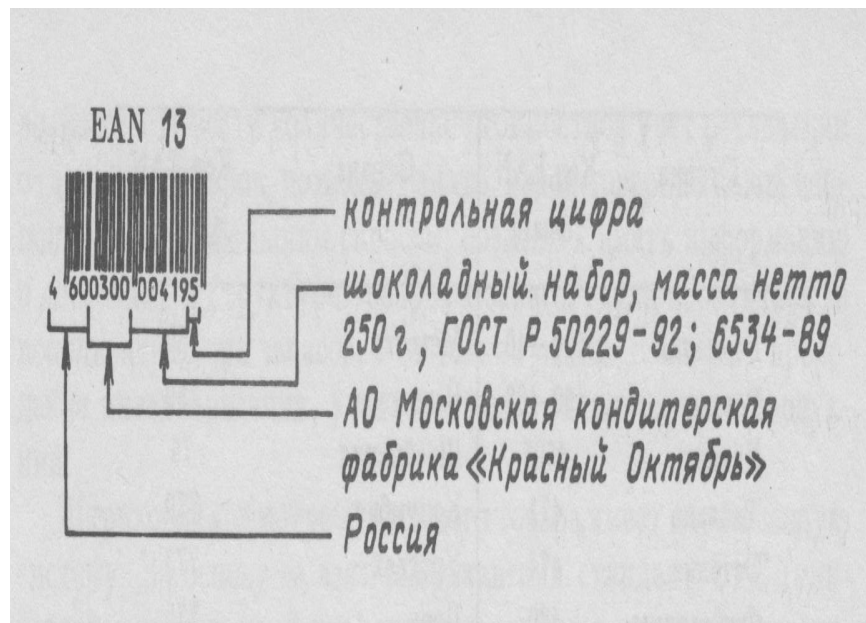 EAN 13
4 600300 004195
контрольная цифра
шоколадный набор, масса нетто
250 г, ГОСТ Р 50229-92; 6534-89
АО Московская кондитерская
фабрика «Красный Октябрь»
Россия